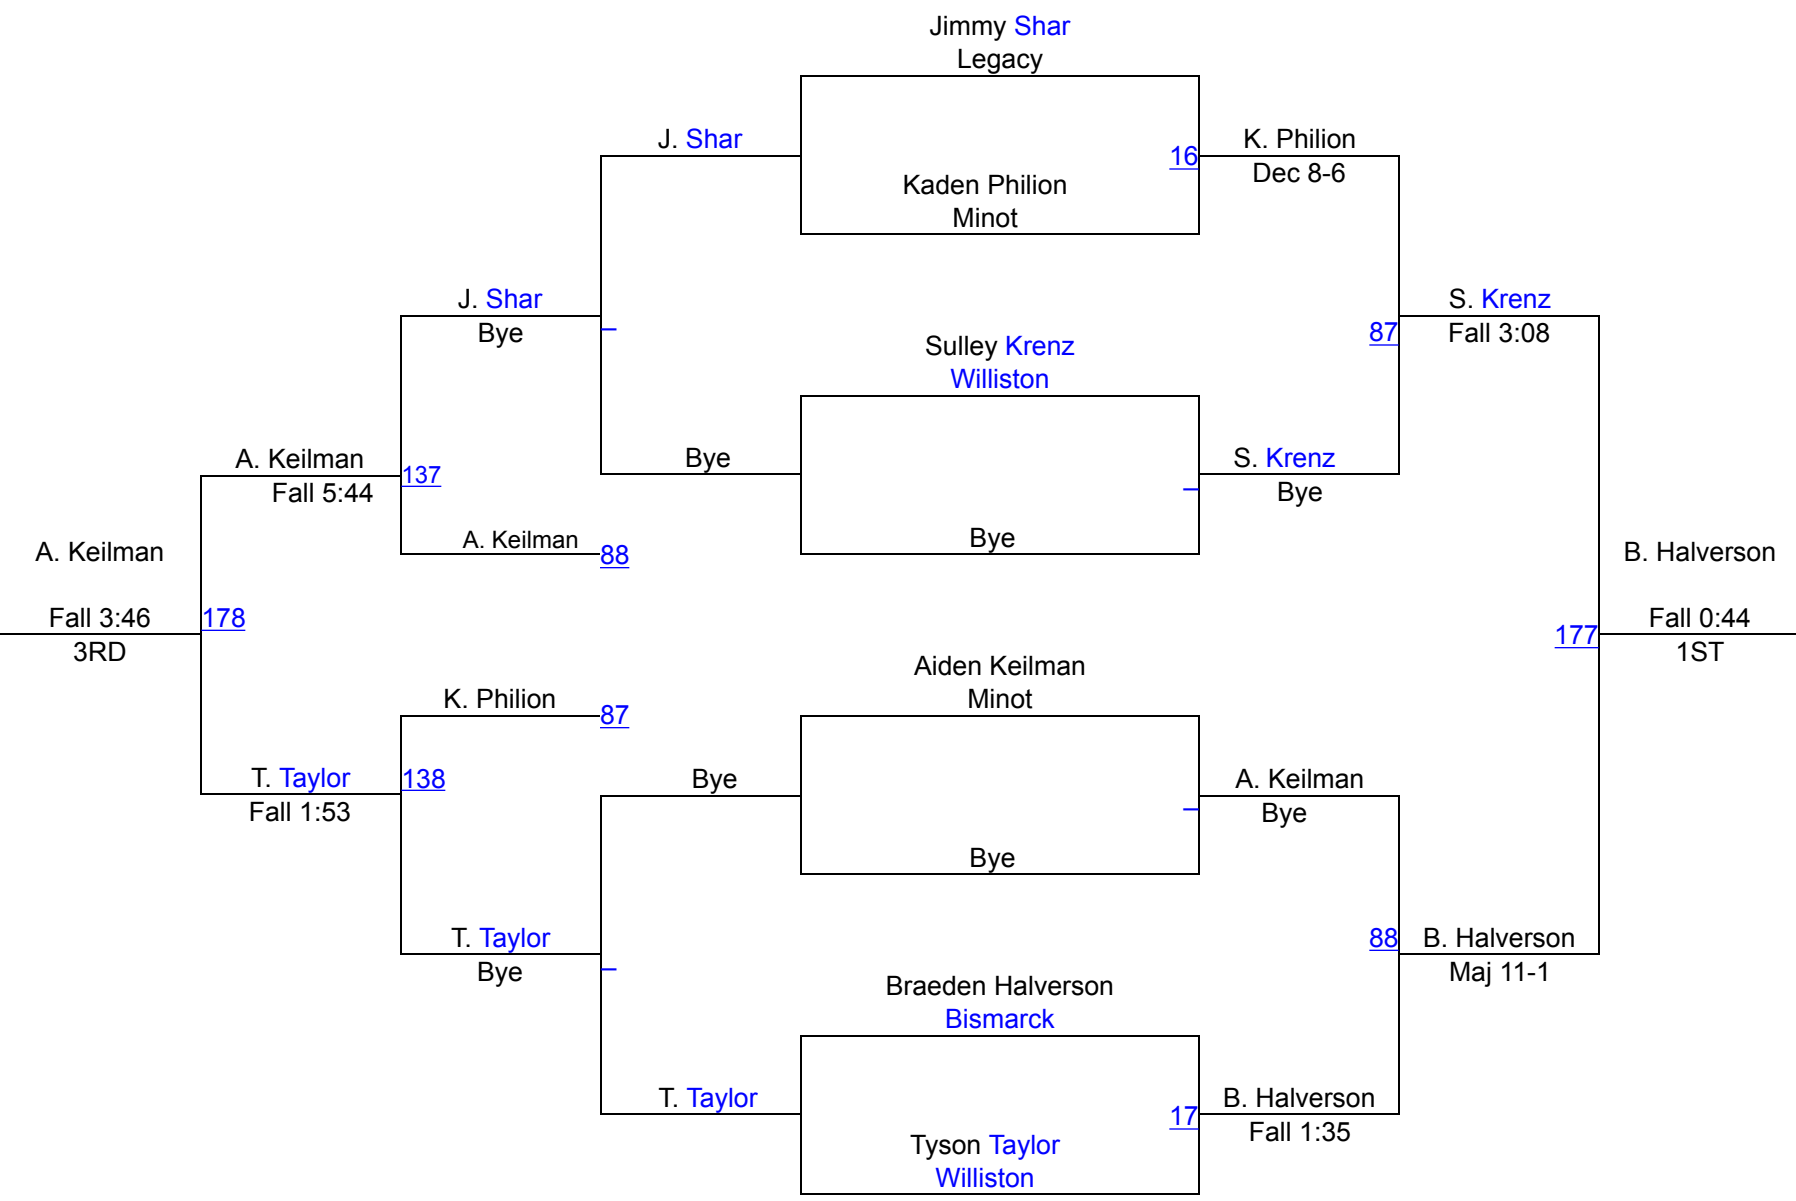 Jimmy Shar
Legacy
J. Shar
16
K. Philion
Dec 8-6
Kaden Philion
Minot
J. Shar
Bye
S. Krenz
Fall 3:08
87
Sulley Krenz
Williston
A. Keilman
Fall 5:44
137
Bye
S. Krenz
Bye
A. Keilman
88
Bye
A. Keilman
Fall 3:46
3RD
178
B. Halverson
Fall 0:44
1ST
177
Aiden Keilman
Minot
K. Philion
87
T. Taylor
Fall 1:53
138
Bye
A. Keilman
Bye
Bye
T. Taylor
Bye
88
B. Halverson
Maj 11-1
Braeden Halverson
Bismarck
T. Taylor
17
B. Halverson
Fall 1:35
Tyson Taylor
Williston